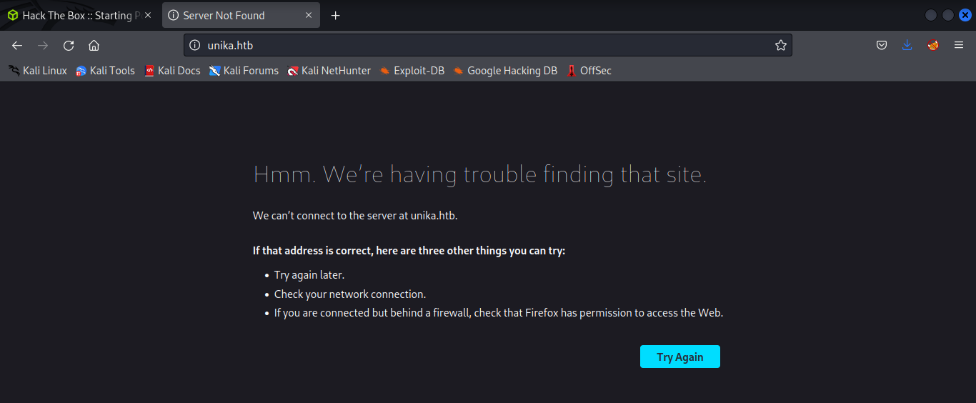 Hack The Box :: Starting P
Server Not Found
unika.htb
Kali Linux Kali Tools Kali Docs Kali Forums Kali NetHunter Exploit-DB Google Hacking DB OffSec
Hmm. We’re having trouble finding that site.
We can’t connect to the server at unika.htb.
If that address is correct, here are three other things you can try:
• Try again later.
• Check your network connection.
• If you are connected but behind a firewall, check that Firefox has permission to access the Web.
Try Again